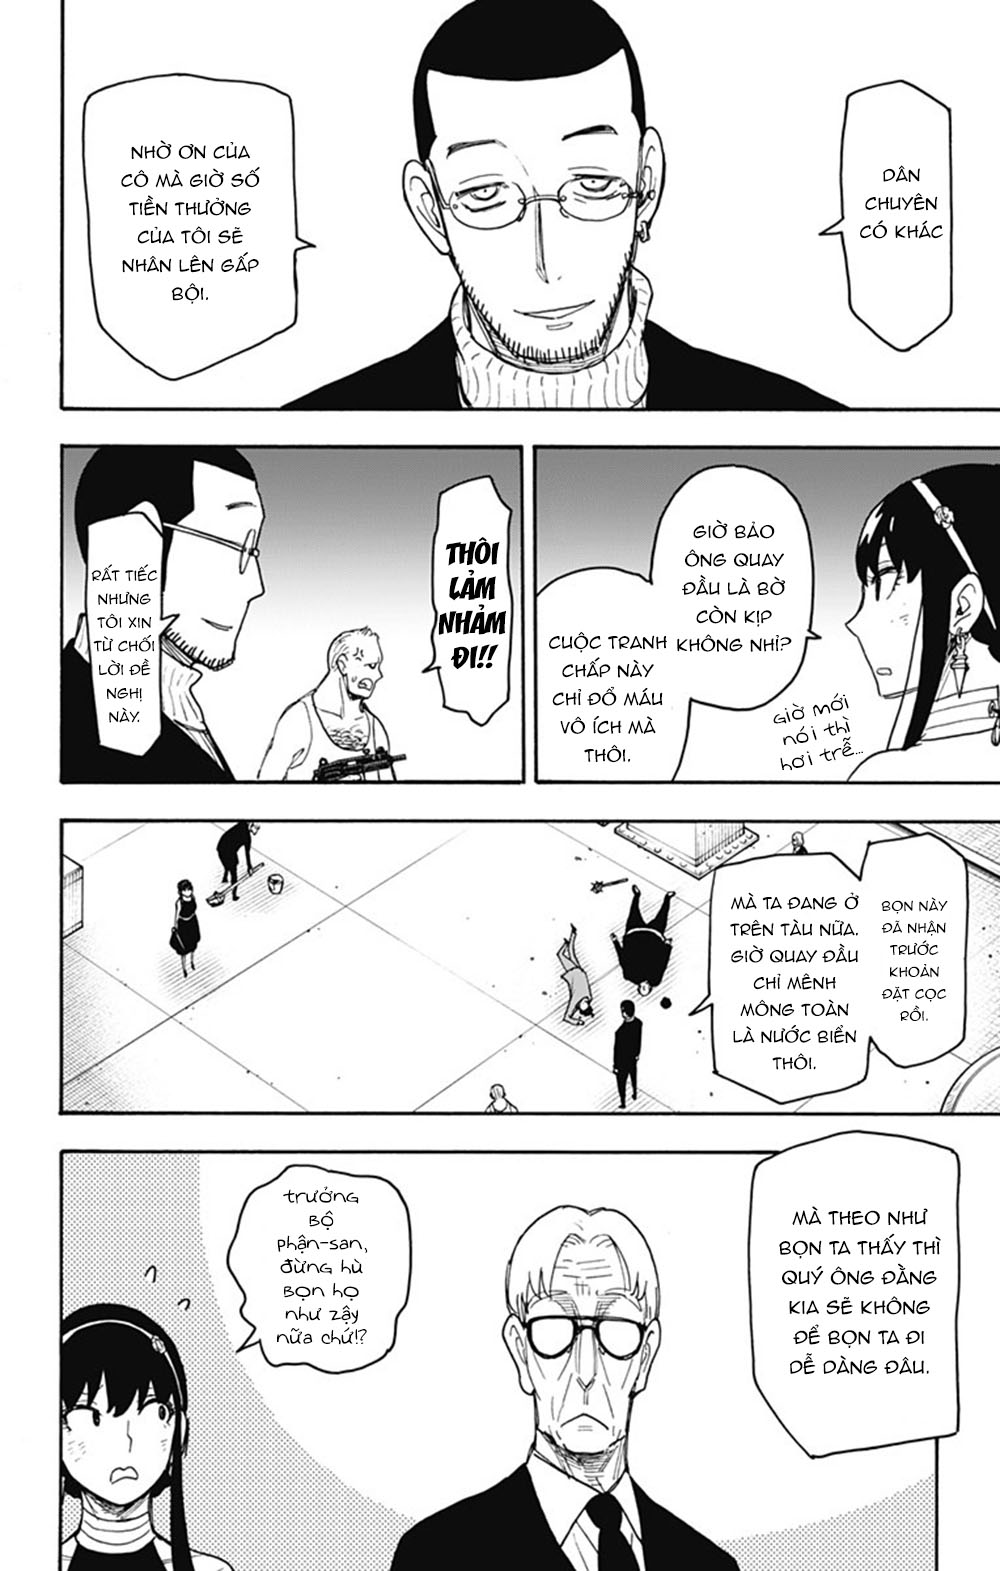 DÂN
CHUYÊN
CÓ KHÁC
NHỜ ƠN CỦA
CÔ MÀ GIỜ SỐ
TIỀN THƯỞNG
CỦA TÔI SẼ
NHÂN LÊN GẤP
BỘI.
GIỜ BẢO
ÔNG QUAY
ĐẦU LÀ BỜ
CÒN KỊP
KHÔNG NHỈ?
CUỘC TRANH
CHẤP NÀY
CHỈ ĐỔ MÁU
VÔ ÍCH MÀ
THÔI.
Giờ mới
nói thì
hơi trễ...
THÔI
LẢM
NHẢM
ĐI!!
RẤT TIẾC
NHƯNG
TÔI XIN
TỪ CHỐI
LỜI ĐỀ
NGHỊ
NÀY.
BỌN NÀY
ĐÃ NHẬN
TRƯỚC
KHOẢN
ĐẶT CỌC
RỒI.
MÀ TA ĐANG Ở
TRÊN TÀU NỮA.
GIỜ QUAY ĐẦU
CHỈ MÊNH
MÔNG TOÀN
LÀ NƯỚC BIỂN
THÔI.
MÀ THEO NHƯ
BỌN TA THẤY THÌ
QUÝ ÔNG ĐẰNG
KIA SẼ KHÔNG
ĐỂ BỌN TA ĐI
DỄ DÀNG ĐÂU.
trưởng
bộ
phận-san,
đừng hù
bọn họ
như zậy
nữa chứ!?